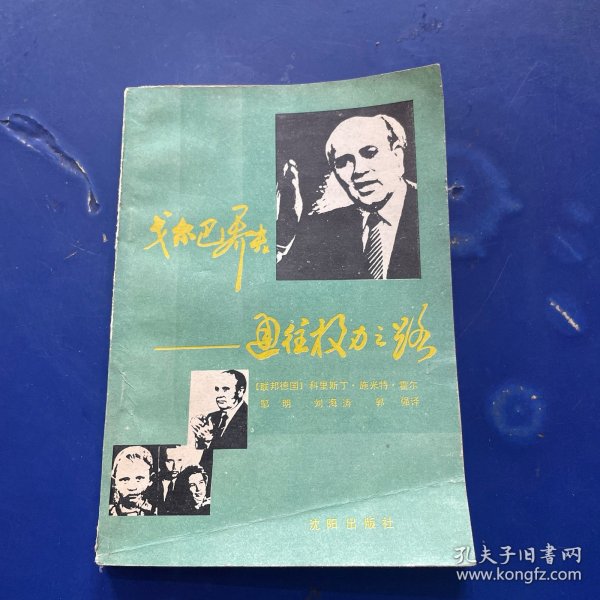 戈尔巴乔夫
——通往权力之路
【联邦德国】科里斯丁·施米特·霍尔
邹明 刘海涛 郭 强译
沈阳出版社
孔夫子旧书网
www.kongfz.com